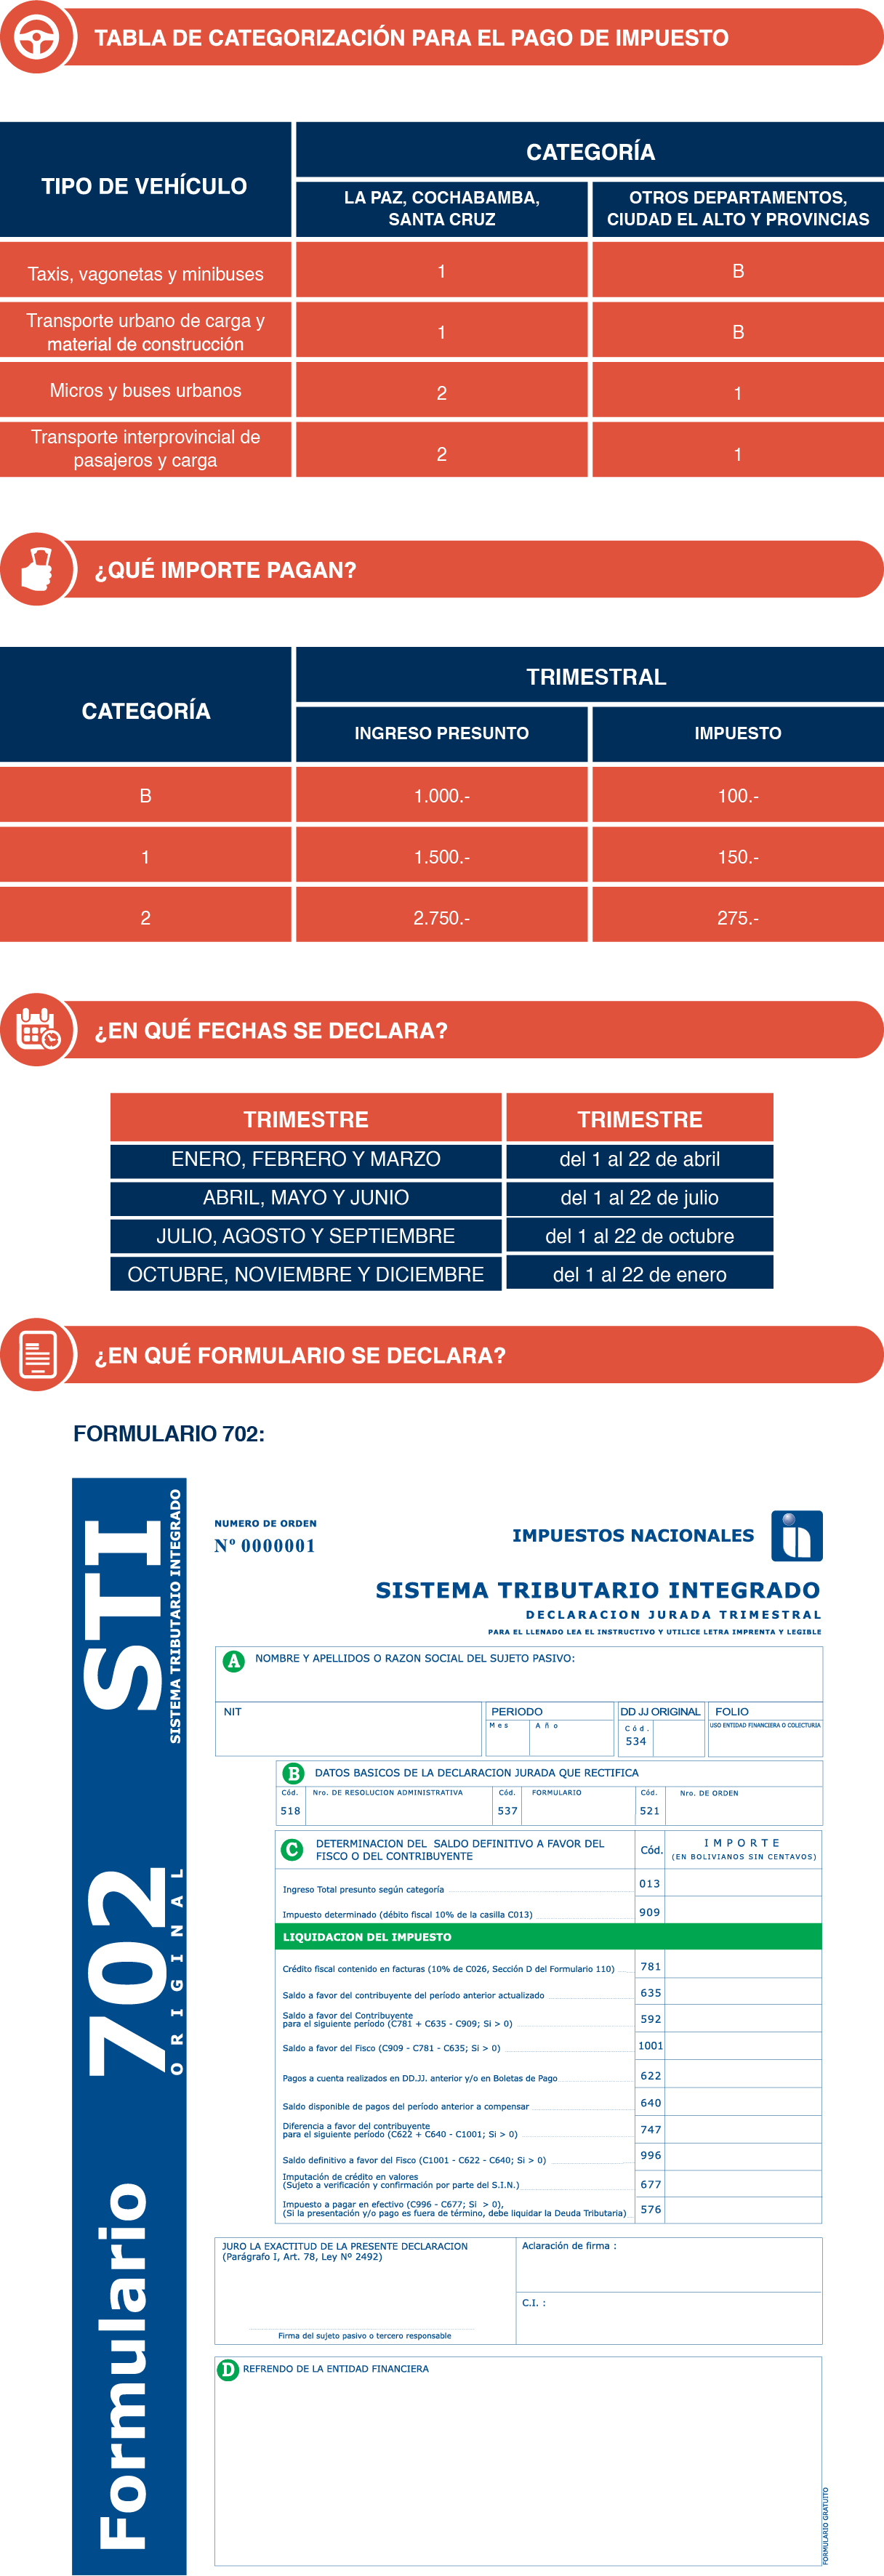 TABLA DE CATEGORIZACIÓN PARA EL PAGO DE IMPUESTO
TIPO DE VEHÍCULO
CATEGORÍA
LA PAZ, COCHABAMBA,
SANTA CRUZ
OTROS DEPARTAMENTOS,
CIUDAD EL ALTO Y PROVINCIAS
Taxis, vagonetas y minibuses
1
B
Transporte urbano de carga y
material de construcción
1
B
Micros y buses urbanos
2
1
Transporte interprovincial de
pasajeros y carga
2
1
¿QUÉ IMPORTE PAGAN?
CATEGORÍA
TRIMESTRAL
INGRESO PRESUNTO
IMPUESTO
B
1.000.-
100.-
1
1.500.-
150.-
2
2.750.-
275.-
¿EN QUÉ FECHAS SE DECLARA?
TRIMESTRE
TRIMESTRE
ENERO, FEBRERO Y MARZO
del 1 al 22 de abril
ABRIL, MAYO Y JUNIO
del 1 al 22 de julio
JULIO, AGOSTO Y SEPTIEMBRE
del 1 al 22 de octubre
OCTUBRE, NOVIEMBRE Y DICIEMBRE
del 1 al 22 de enero
¿EN QUÉ FORMULARIO SE DECLARA?
FORMULARIO 702:
Formulario 702 STI
ORIGINAL
SISTEMA TRIBUTARIO INTEGRADO
NUMERO DE ORDEN
Nº 0000001
IMPUESTOS NACIONALES
in
SISTEMA TRIBUTARIO INTEGRADO
DECLARACION JURADA TRIMESTRAL
PARA EL LLENADO LEA EL INSTRUCTIVO Y UTILICE LETRA IMPRENTA Y LEGIBLE
A NOMBRE Y APELLIDOS O RAZON SOCIAL DEL SUJETO PASIVO:
NIT
PERIODO
Mes
Año
DD JJ ORIGINAL
Cód.
534
FOLIO
USO ENTIDAD FINANCIERA O COLECTURIA
B DATOS BASICOS DE LA DECLARACION JURADA QUE RECTIFICA
Cód.
518
Nro. DE RESOLUCION ADMINISTRATIVA
Cód.
537
FORMULARIO
Cód.
521
Nro. DE ORDEN
C DETERMINACION DEL SALDO DEFINITIVO A FAVOR DEL
FISCO O DEL CONTRIBUYENTE
Cód.
IMPORTE
(EN BOLIVIANOS SIN CENTAVOS)
Ingreso Total presunto según categoría
013
Impuesto determinado (débito fiscal 10% de la casilla C013)
909
LIQUIDACION DEL IMPUESTO
Crédito fiscal contenido en facturas (10% de C026, Sección D del Formulario 110)
781
Saldo a favor del contribuyente del período anterior actualizado
635
Saldo a favor del Contribuyente
para el siguiente período (C781 + C635 - C909; Si > 0)
592
Saldo a favor del Fisco (C909 - C781 - C635; Si > 0)
1001
Pagos a cuenta realizados en DD.JJ. anterior y/o en Boletas de Pago
622
Saldo disponible de pagos del período anterior a compensar
640
Diferencia a favor del contribuyente
para el siguiente período (C622 + C640 - C1001; Si > 0)
747
Saldo definitivo a favor del Fisco (C1001 - C622 - C640; Si > 0)
996
Imputación de crédito en valores
(Sujeto a verificación y confirmación por parte del S.I.N.)
677
Impuesto a pagar en efectivo (C996 - C677; Si > 0),
(Si la presentación y/o pago es fuera de término, debe liquidar la Deuda Tributaria)
576
JURO LA EXACTITUD DE LA PRESENTE DECLARACION
(Parágrafo I, Art. 78, Ley Nº 2492)
Firma del sujeto pasivo o tercero responsable
Aclaración de firma :
C.I. :
D REFRENDO DE LA ENTIDAD FINANCIERA
FORMULARIO GRATUITO